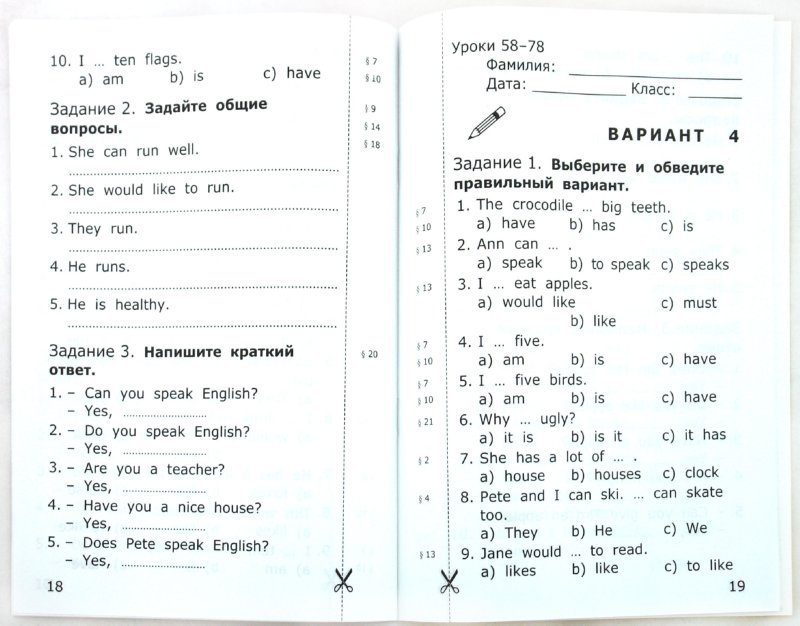 10. I ... ten flags.
a) am b) is c) have
§ 7
§ 10
Задание 2. Задайте общие
вопросы.
§ 9
§ 14
§ 18
1. She can run well.
2. She would like to run.
3. They run.
4. He runs.
5. He is healthy.
Задание 3. Напишите краткий
ответ.
§ 20
1. – Can you speak English?
– Yes, ............................
2. – Do you speak English?
– Yes, ............................
3. – Are you a teacher?
– Yes, ............................
4. – Have you a nice house?
Yes, ............................
5. – Does Pete speak English?
– Yes, ............................
18
Уроки 58–78
Фамилия: ____________________
Дата: ___________ Класс: ______
ВАРИАНТ 4
Задание 1. Выберите и обведите
правильный вариант.
§ 7
§ 10
1. The crocodile ... big teeth.
a) have b) has c) is
§ 13
2. Ann can ... .
a) speak b) to speak c) speaks
§ 13
3. I ... eat apples.
a) would like c) must
b) like
§ 7
§ 10
4. I ... five.
a) am b) is c) have
§ 7
§ 10
5. I ... five birds.
a) am b) is c) have
§ 21
6. Why ... ugly?
a) it is b) is it c) it has
§ 2
7. She has a lot of ... .
a) house b) houses c) clock
§ 4
8. Pete and I can ski. ... can skate
too.
a) They b) He c) We
§ 13
9. Jane would ... to read.
a) likes b) like c) to like
19